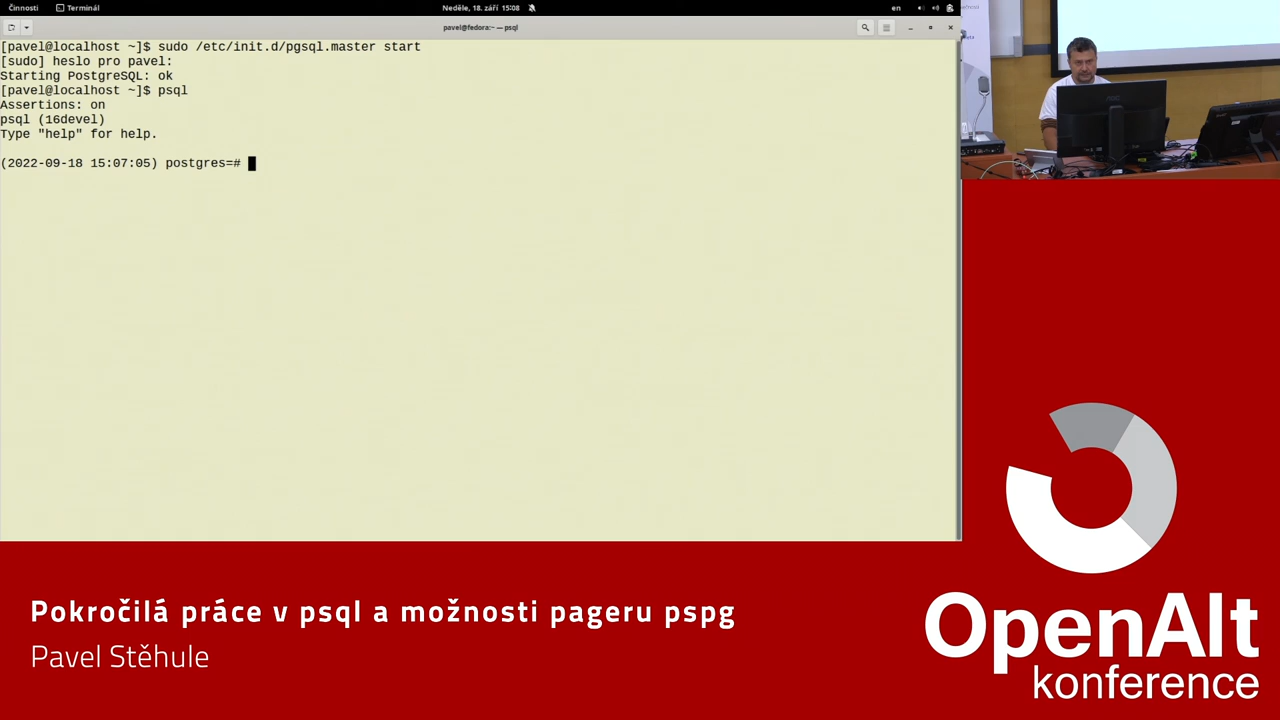 Činnosti
Terminál
Neděle, 18. září 15:08
en
pavel@fedora:~ — psql
[pavel@localhost ~]$ sudo /etc/init.d/pgsql.master start
[sudo] heslo pro pavel:
Starting PostgreSQL: ok
[pavel@localhost ~]$ psql
Assertions: on
psql (16devel)
Type "help" for help.
(2022-09-18 15:07:05) postgres=#
Pokročilá práce v psql a možnosti pageru pspg
Pavel Stěhule
OpenAlt
konference